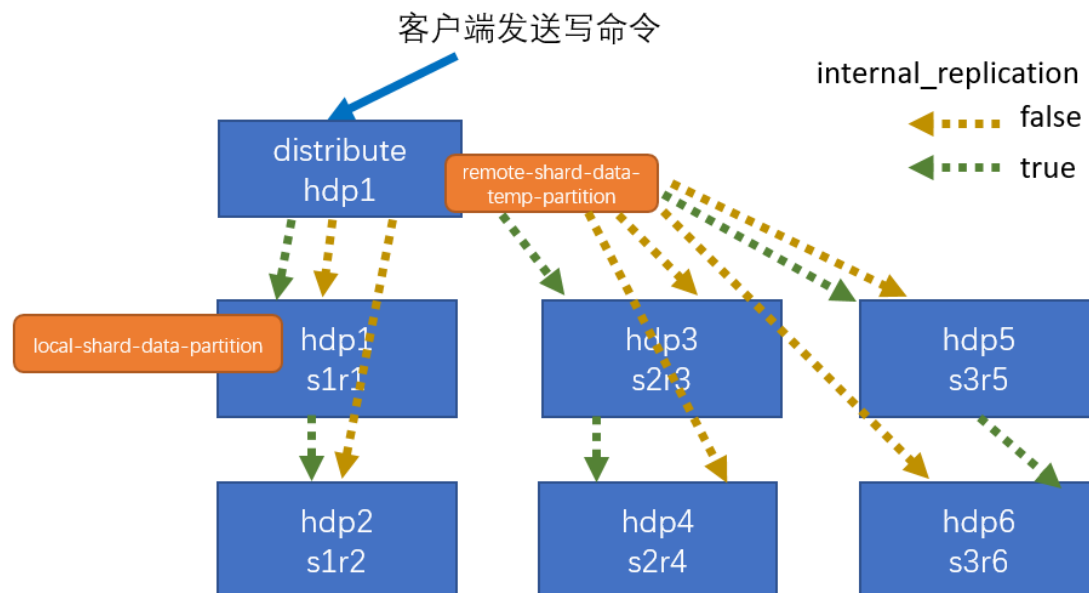 客户端发送写命令
internal_replication
false
true
distribute
hdp1
remote-shard-data-
temp-partition
local-shard-data-partition
hdp1
s1r1
hdp3
s2r3
hdp5
s3r5
hdp2
s1r2
hdp4
s2r4
hdp6
s3r6